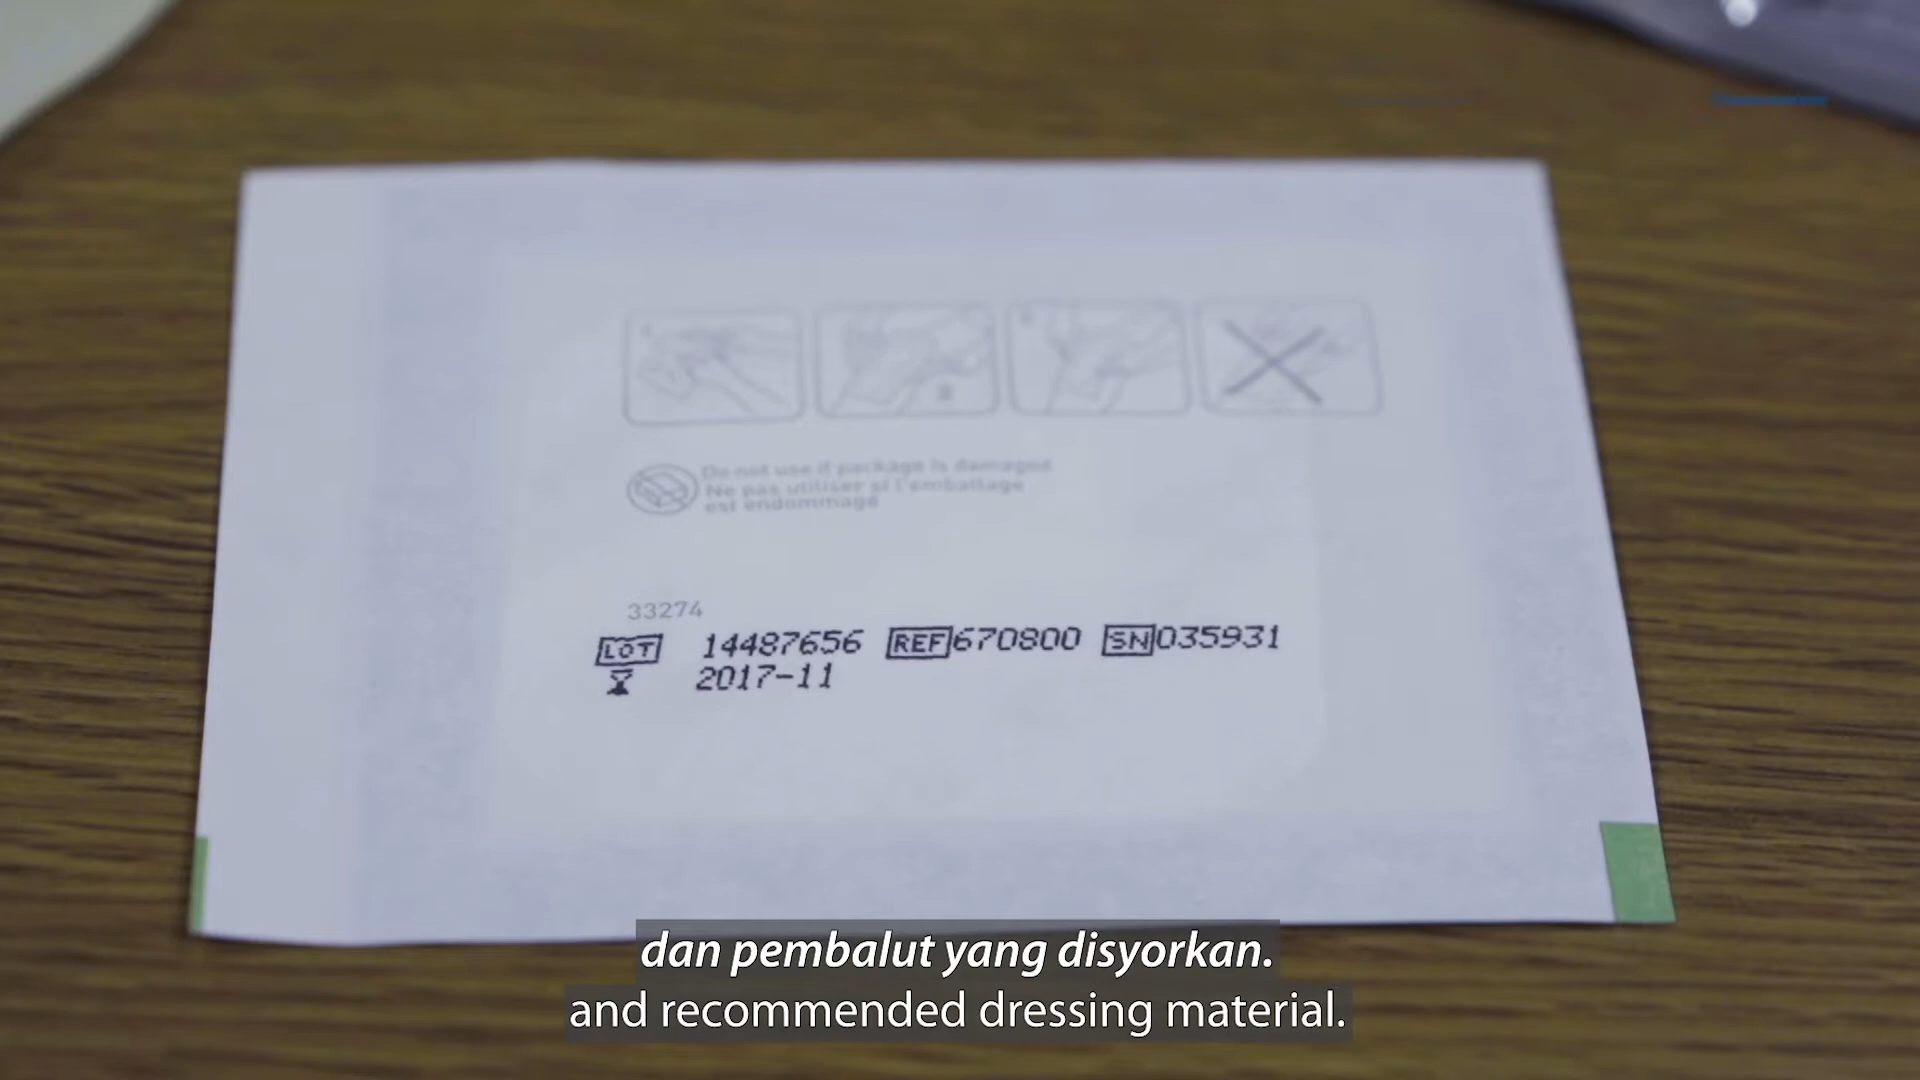 Do not use if package is damaged
Ne pas utiliser si l'emballage
est endommagé
33274
LOT 14487656 REF 670800 SN 035931
2017-11
dan pembalut yang disyorkan.
and recommended dressing material.